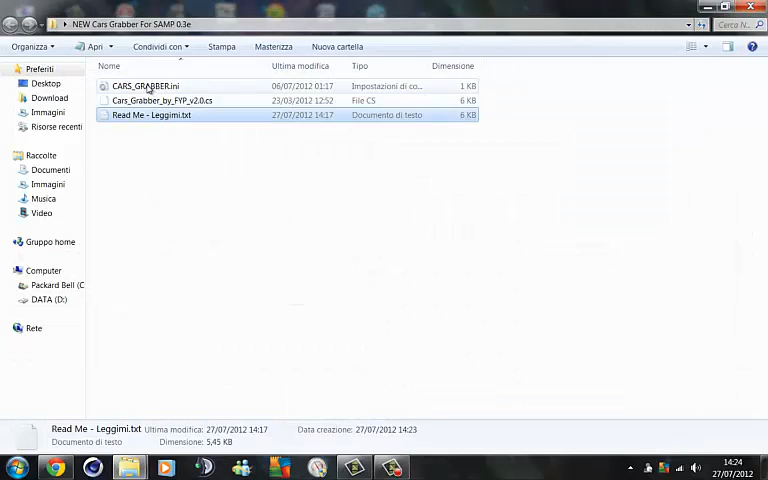 NEW Cars Grabber For SAMP 0.3e
Cerca N...
Organizza Apri Condividi con Stampa Masterizza Nuova cartella
Nome Ultima modifica Tipo Dimensione
CARS_GRABBER.ini 06/07/2012 01:17 Impostazioni di co... 1 KB
Cars_Grabber_by_FYP_v2.0.cs 23/03/2012 12:52 File CS 6 KB
Read Me - Leggimi.txt 27/07/2012 14:17 Documento di testo 6 KB
Preferiti
Desktop
Download
Immagini
Risorse recenti
Raccolte
Documenti
Immagini
Musica
Video
Gruppo home
Computer
Packard Bell (C
DATA (D:)
Rete
Read Me - Leggimi.txt Ultima modifica: 27/07/2012 14:17 Data creazione: 27/07/2012 14:23
Documento di testo Dimensione: 5,45 KB
14:24
27/07/2012